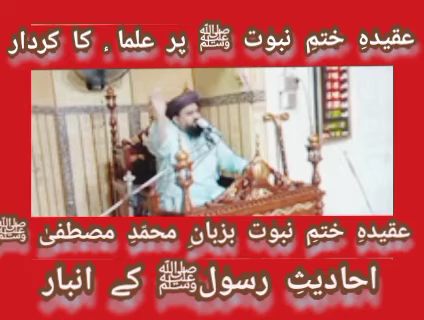 عقیدہِ ختمِ نبوت ﷺ پر علماء کا کردار
عقیدہِ ختمِ نبوت بزبانِ محمّدِ مصطفیٰ ﷺ
احادیثِ رسول ﷺ کے انبار